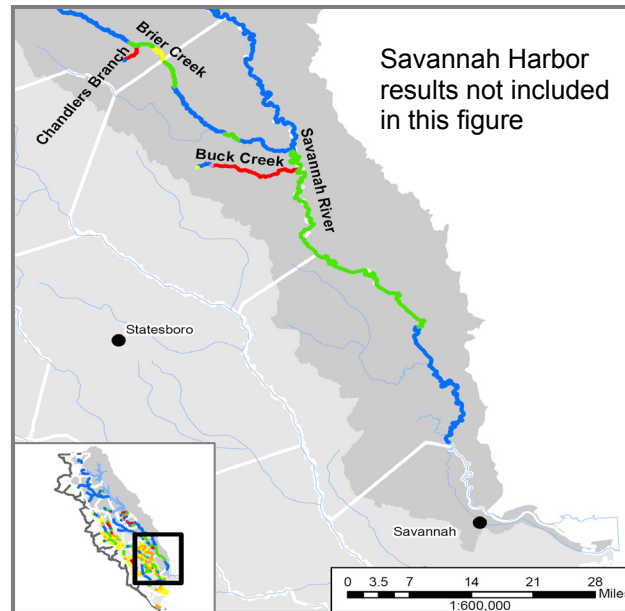 Savannah Harbor
results not included
in this figure
Brier Creek
Chandlers Branch
Buck Creek
Savannah River
Statesboro
Savannah
0 3.5 7 14 21 28
Miles
1:600,000